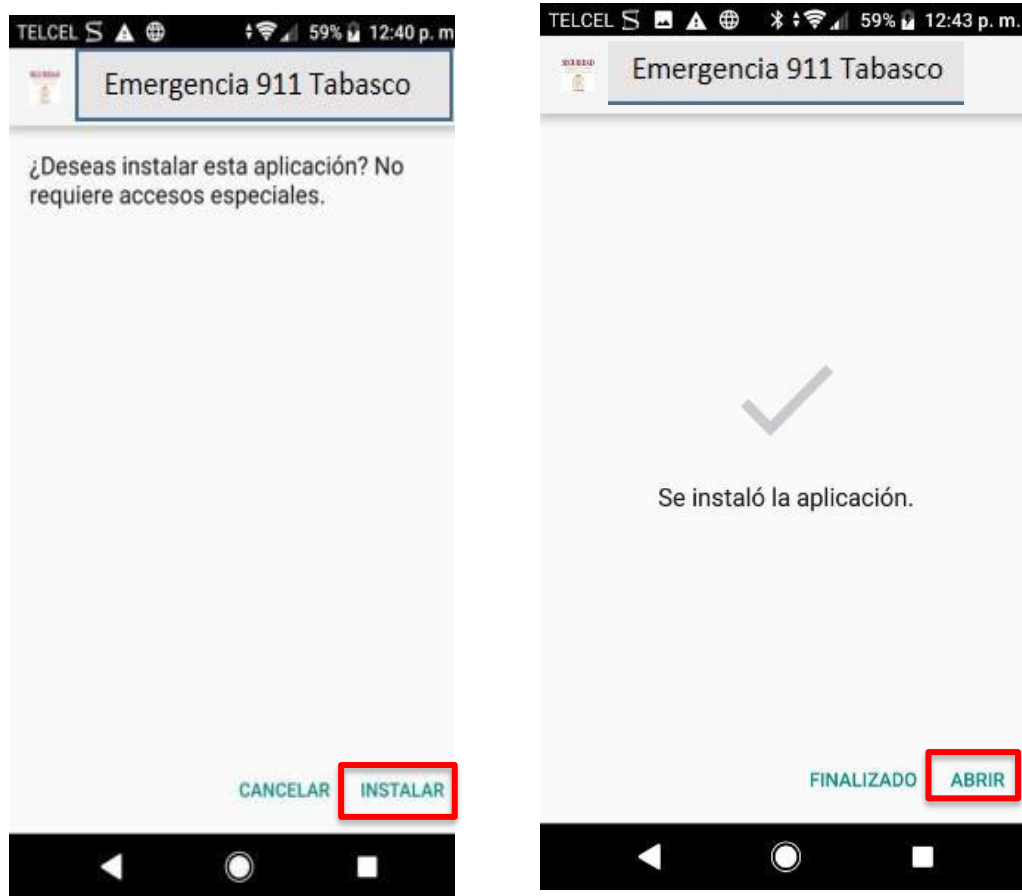 TELCEL 59% 12:40 p. m
Emergencia 911 Tabasco
¿Deseas instalar esta aplicación? No
requiere accesos especiales.
CANCELAR INSTALAR
TELCEL 59% 12:43 p. m.
Emergencia 911 Tabasco
Se instaló la aplicación.
FINALIZADO ABRIR